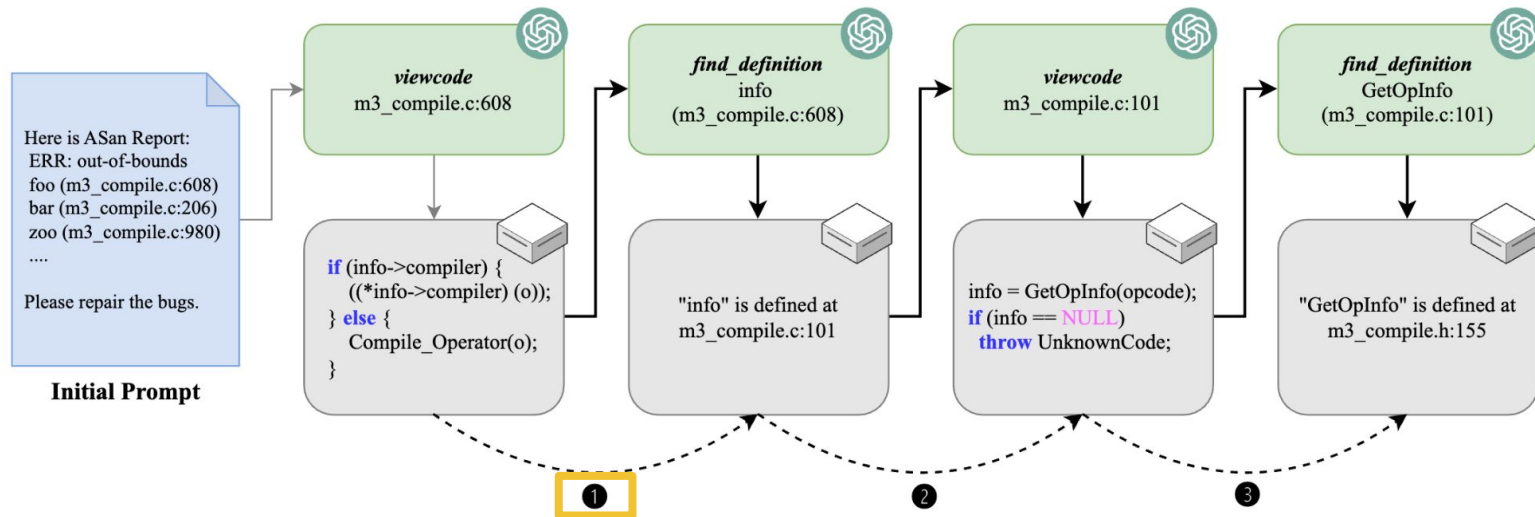 Here is ASan Report:
ERR: out-of-bounds
foo (m3_compile.c:608)
bar (m3_compile.c:206)
zoo (m3_compile.c:980)
....
Please repair the bugs.
Initial Prompt
viewcode
m3_compile.c:608
if (info->compiler) {
((*info->compiler) (o));
} else {
Compile_Operator(o);
}
find_definition
info
(m3_compile.c:608)
"info" is defined at
m3_compile.c:101
viewcode
m3_compile.c:101
info = GetOpInfo(opcode);
if (info == NULL)
throw UnknownCode;
find_definition
GetOpInfo
(m3_compile.c:101)
"GetOpInfo" is defined at
m3_compile.h:155
❶
❷
❸